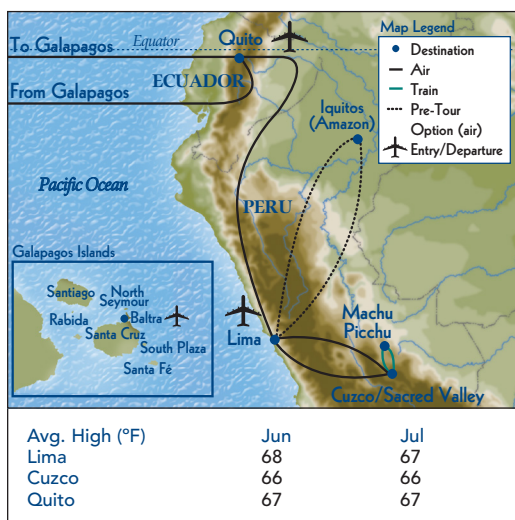 To Galapagos
Equator
Quito
ECUADOR
From Galapagos
Map Legend
Destination
Air
Train
Pre-Tour
Option (air)
Entry/Departure
Iquitos
(Amazon)
Pacific Ocean
PERU
Galapagos Islands
Santiago
North
Seymour
Baltra
Rabida
Santa Cruz
South Plaza
Santa Fé
Lima
Machu
Picchu
Cuzco/Sacred Valley
Avg. High (ºF) Jun Jul
Lima 68 67
Cuzco 66 66
Quito 67 67